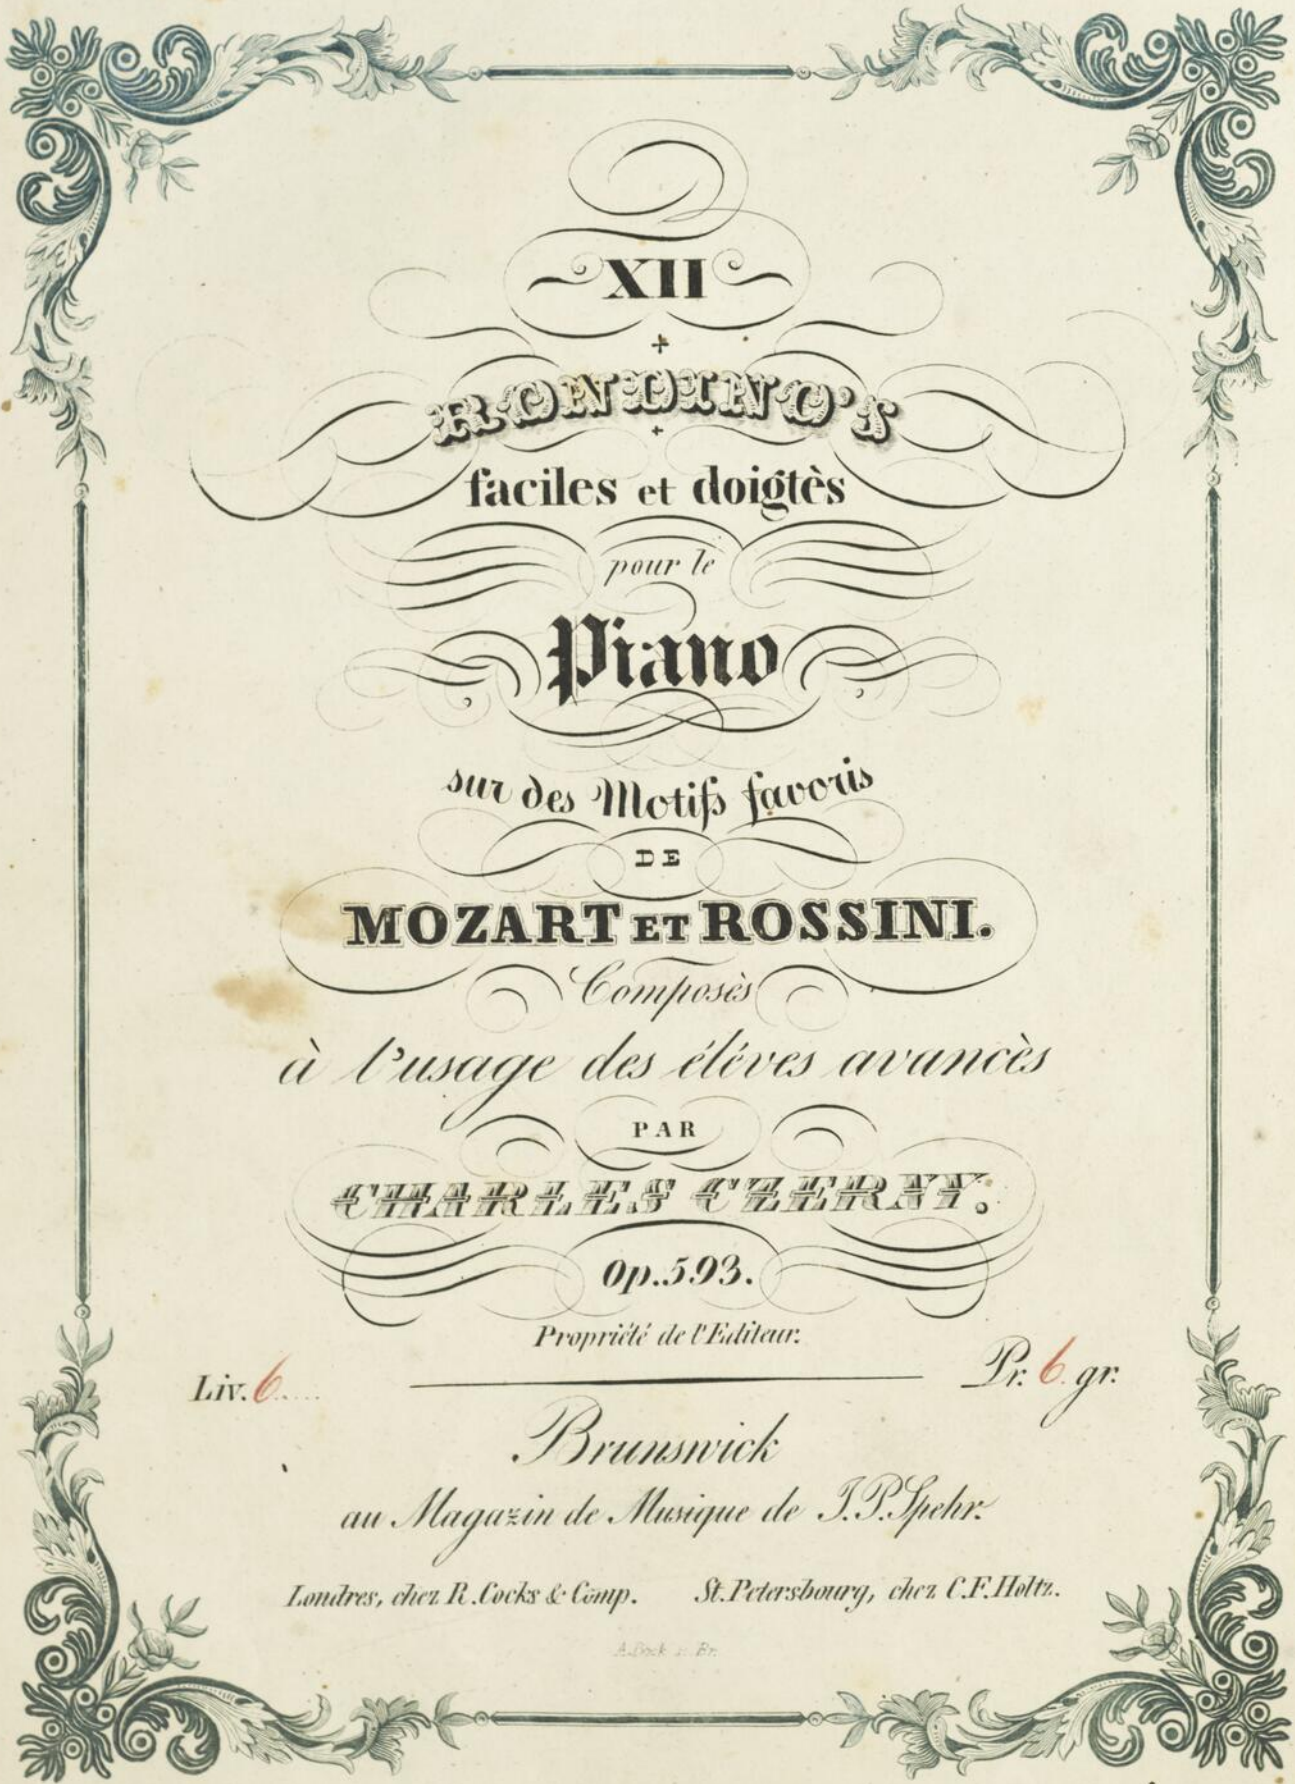 XII
RONDINO'S
faciles et doigtès
pour le
Piano
sur des Motifs favoris
DE
MOZART ET ROSSINI.
Composès
à l'usage des éléves avancès
PAR
CHARLES CZERNY.
Op. 593.
Propriété de l'Editeur.
Liv. 6.....
Pr. 6. gr.
Brunswick
au Magazin de Musique de J. P. Spehr.
Londres, chez R. Cocks & Comp. St. Petersbourg, chez C. F. Holtz.